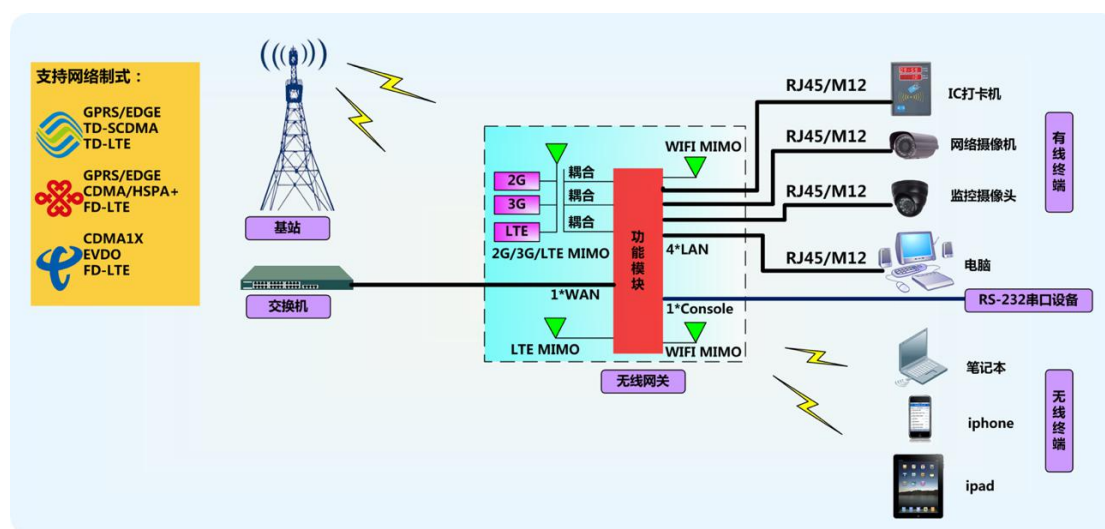 支持网络制式：
GPRS/EDGE
TD-SCDMA
TD-LTE
GPRS/EDGE
CDMA/HSPA+
FD-LTE
CDMA1X
EVDO
FD-LTE
基站
交换机
1*WAN
2G
3G
LTE
耦合
耦合
耦合
2G/3G/LTE MIMO
WIFI MIMO
功能模块
4*LAN
1*Console
LTE MIMO
WIFI MIMO
无线网关
RJ45/M12
IC打卡机
RJ45/M12
网络摄像机
RJ45/M12
监控摄像头
RJ45/M12
电脑
RS-232串口设备
有线终端
笔记本
iphone
ipad
无线终端